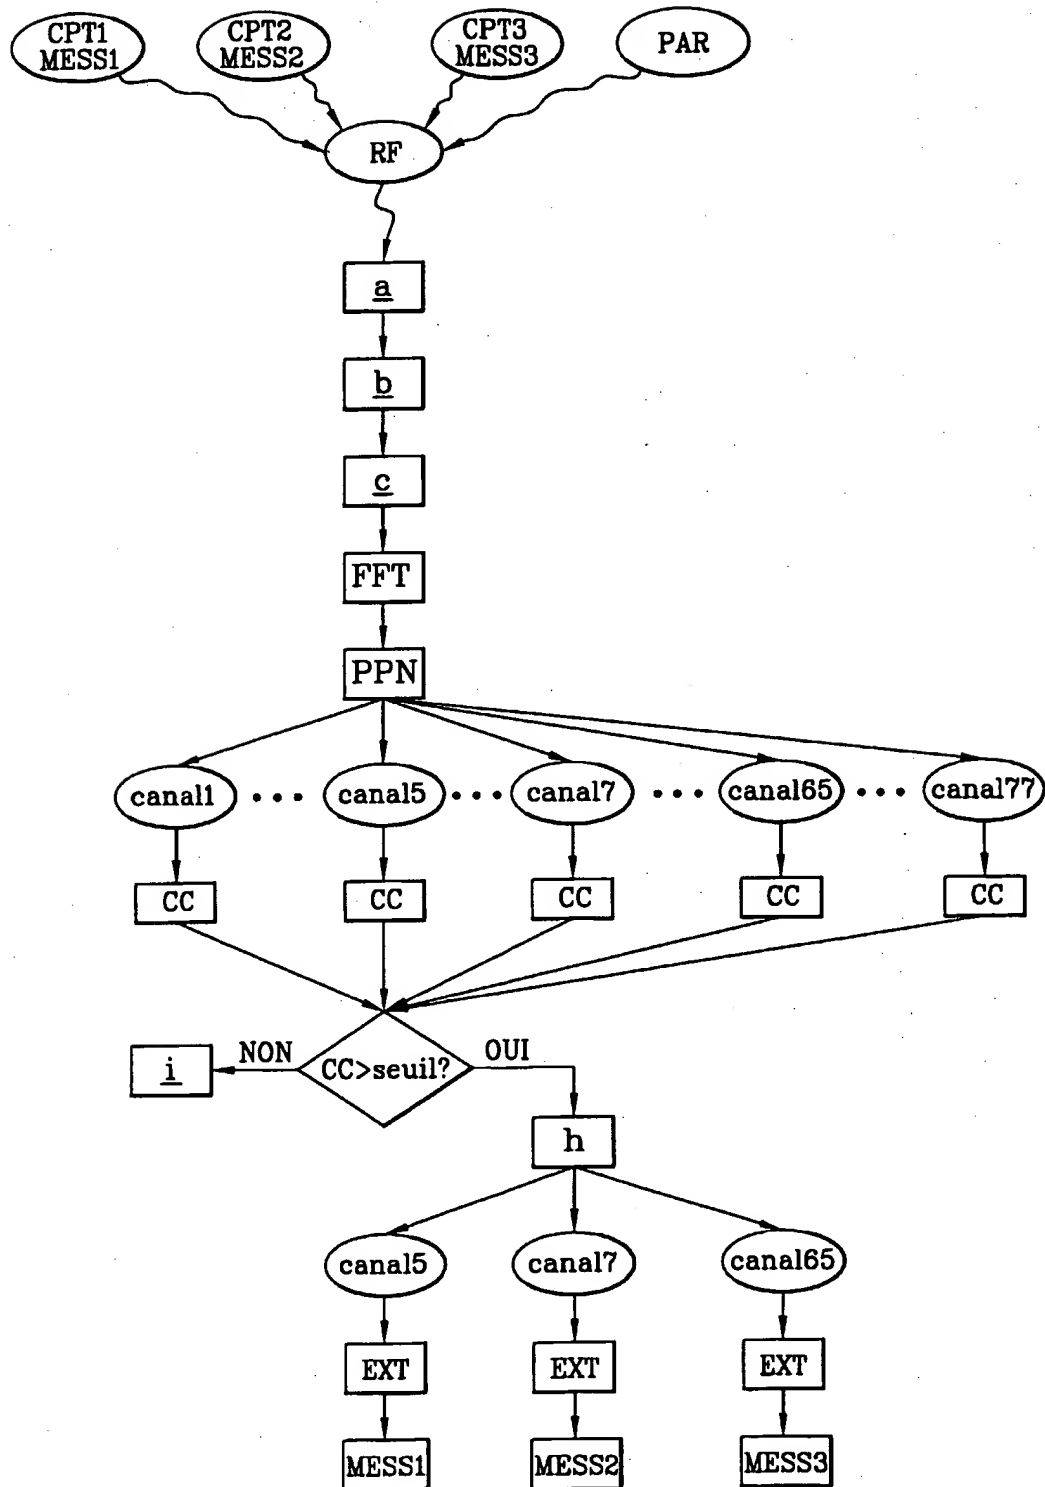 CPT1
MESS1
CPT2
MESS2
CPT3
MESS3
PAR
RF
a
b
c
FFT
PPN
canal1 ••• canal5 ••• canal7 ••• canal65 ••• canal77
CC CC CC CC CC
i NON CC>seuil? OUI
h
canal5 canal7 canal65
EXT EXT EXT
MESS1 MESS2 MESS3